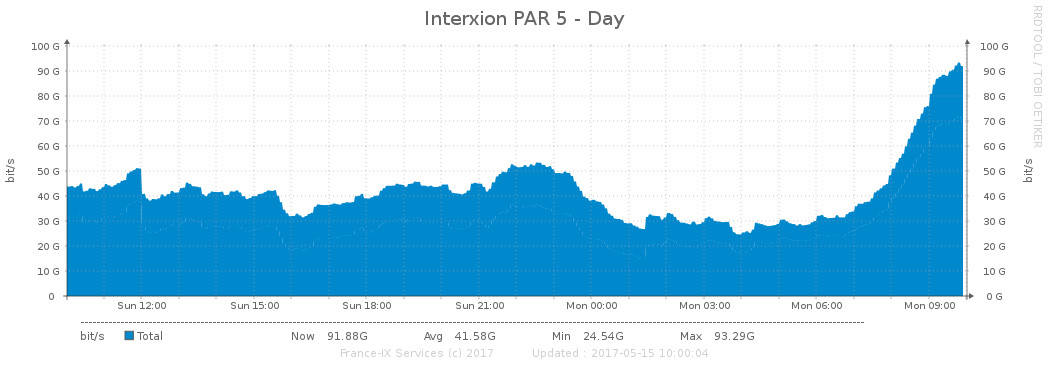 Interxion PAR 5 - Day
RRDTOOL / TOBI OETIKER
bit/s
100 G 100 G
90 G 90 G
80 G 80 G
70 G 70 G
60 G 60 G
50 G 50 G
40 G 40 G
30 G 30 G
20 G 20 G
10 G 10 G
0 0 G
bit/s
Sun 12:00 Sun 15:00 Sun 18:00 Sun 21:00 Mon 00:00 Mon 03:00 Mon 06:00 Mon 09:00
bit/s Total Now 91.88G Avg 41.58G Min 24.54G Max 93.29G
France-IX Services (c) 2017 Updated : 2017-05-15 10:00:04